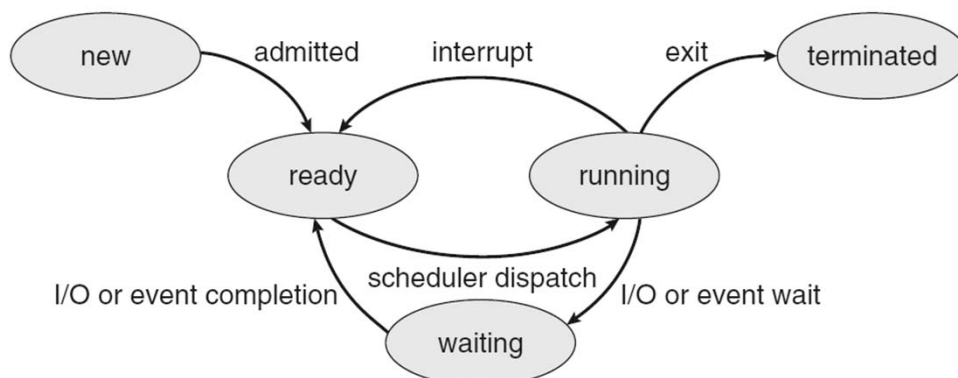 new
admitted
interrupt
exit
terminated
ready
running
scheduler dispatch
I/O or event completion
I/O or event wait
waiting